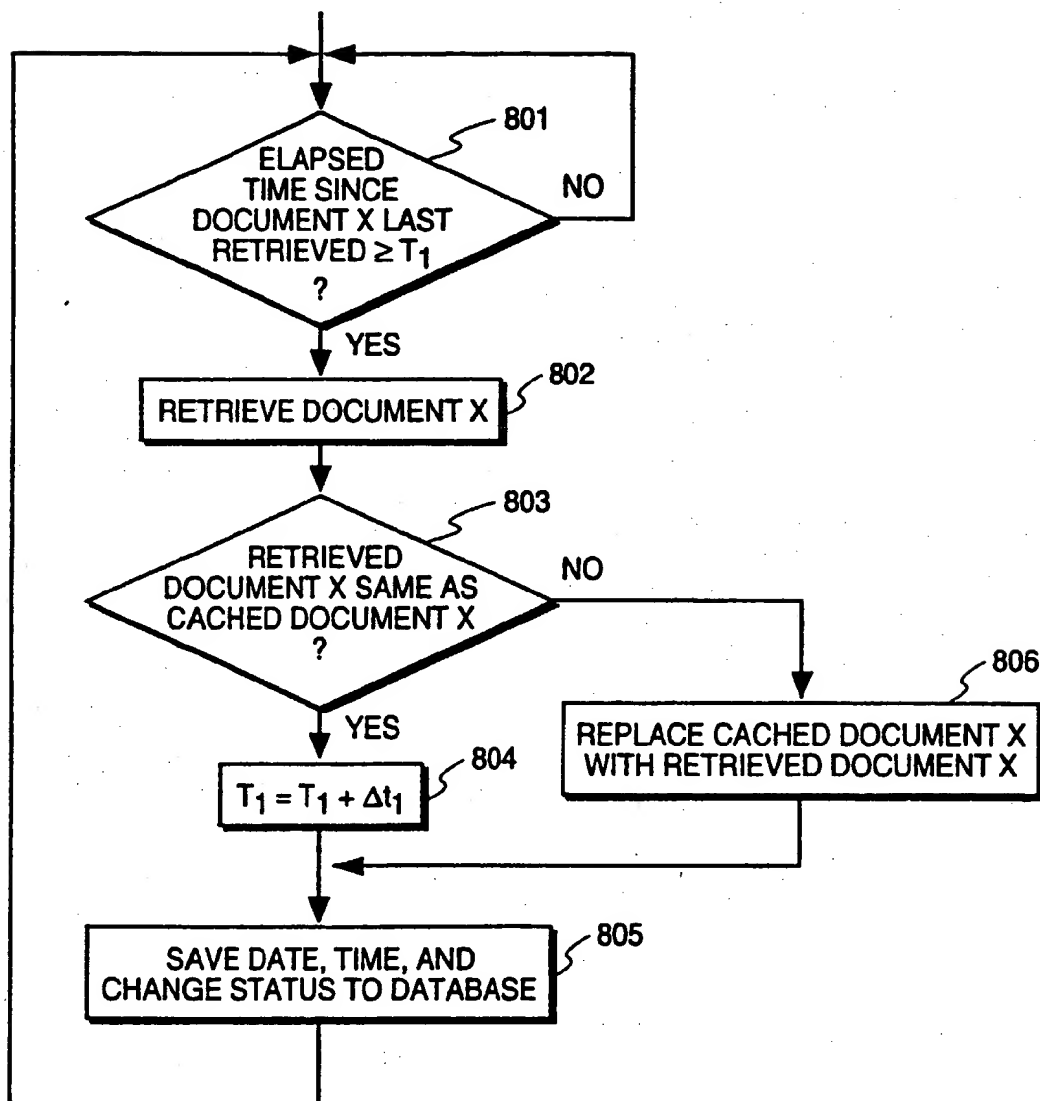 801
ELAPSED
TIME SINCE
DOCUMENT X LAST
RETRIEVED ≥ T₁
?
NO
YES
802
RETRIEVE DOCUMENT X
803
RETRIEVED
DOCUMENT X SAME AS
CACHED DOCUMENT X
?
NO
YES
804
T₁ = T₁ + Δt₁
806
REPLACE CACHED DOCUMENT X
WITH RETRIEVED DOCUMENT X
805
SAVE DATE, TIME, AND
CHANGE STATUS TO DATABASE